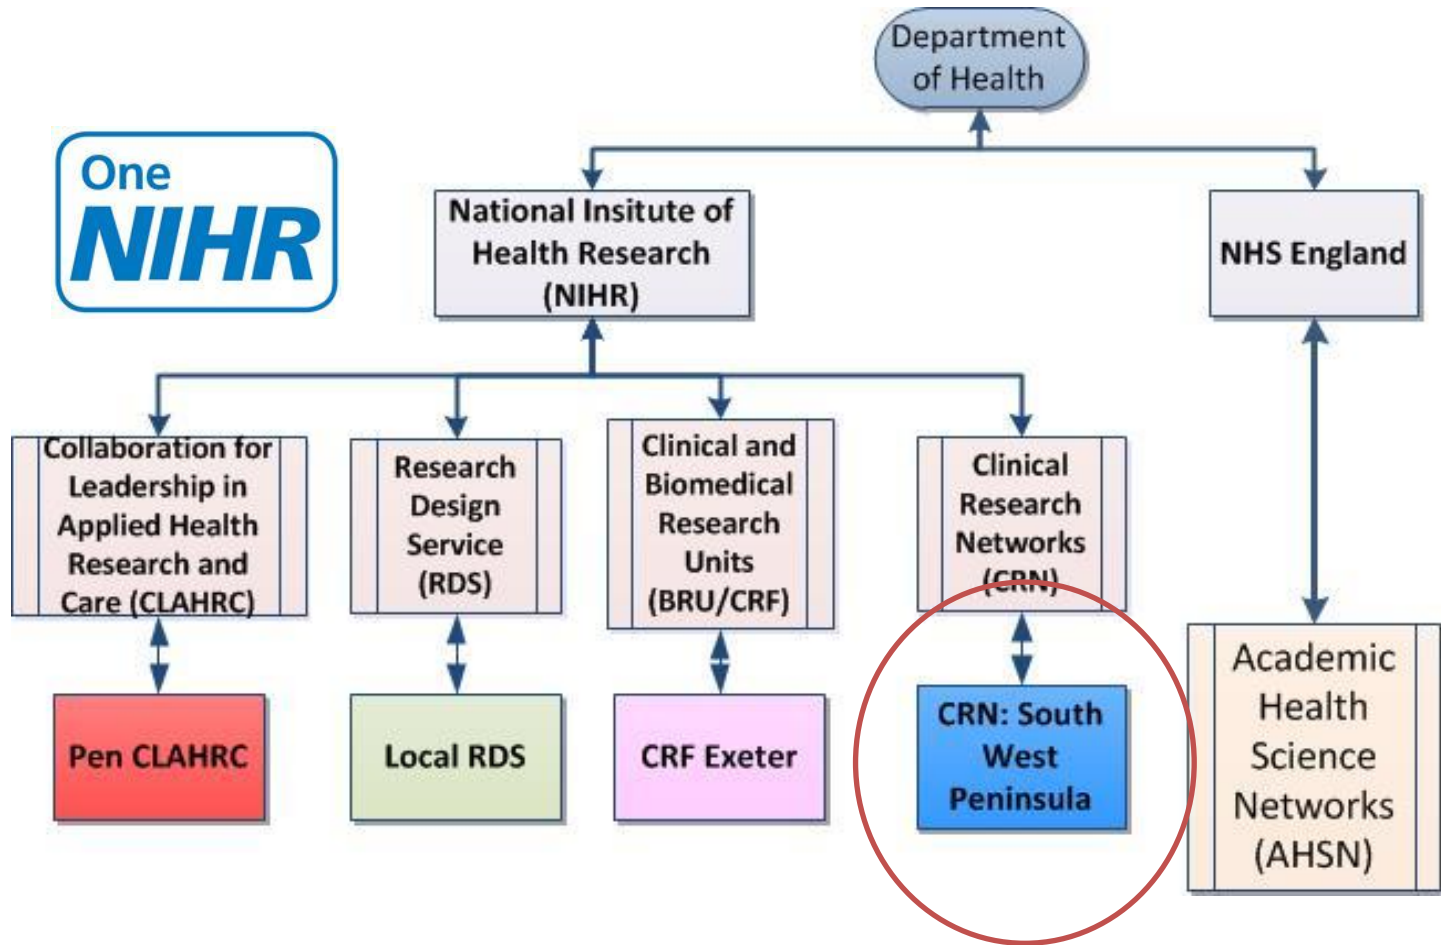 Department
of Health
One
NIHR
National Insitute of
Health Research
(NIHR)
NHS England
Collaboration for
Leadership in
Applied Health
Research and
Care (CLAHRC)
Research
Design
Service
(RDS)
Clinical and
Biomedical
Research
Units
(BRU/CRF)
Clinical
Research
Networks
(CRN)
Academic
Health
Science
Networks
(AHSN)
Pen CLAHRC
Local RDS
CRF Exeter
CRN: South
West
Peninsula